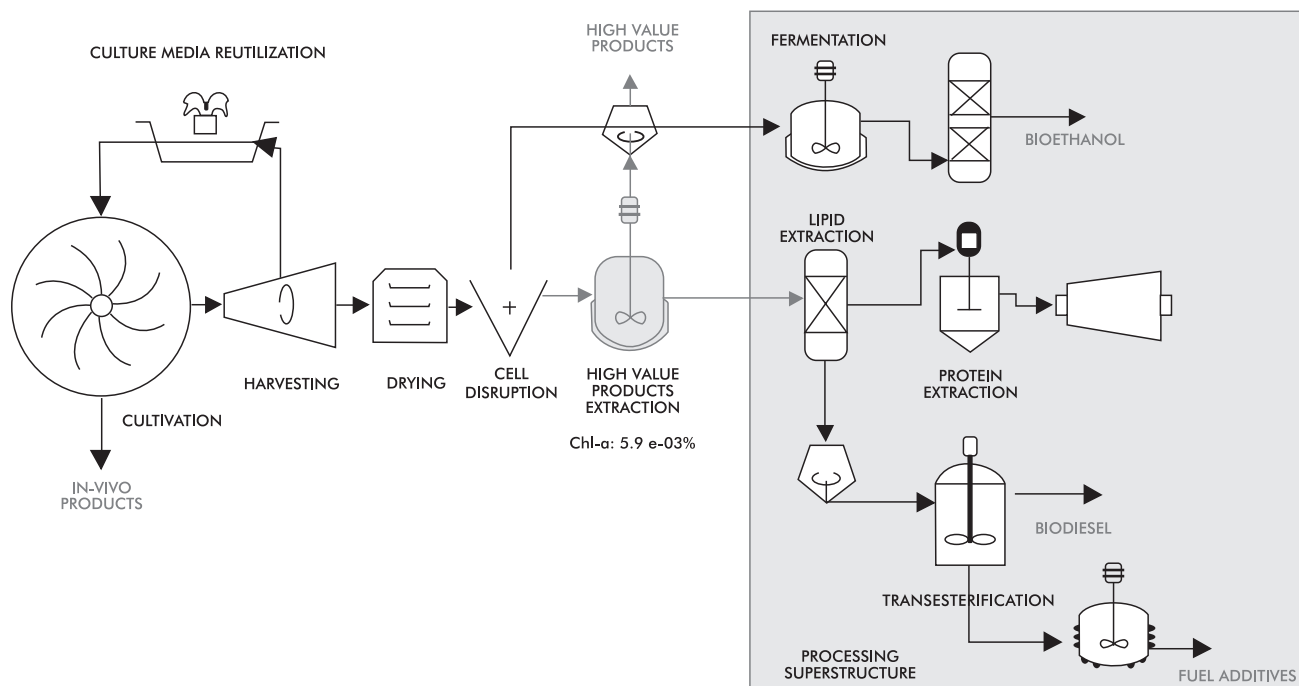 HIGH VALUE
PRODUCTS
FERMENTATION
CULTURE MEDIA REUTILIZATION
BIOETHANOL
LIPID
EXTRACTION
HARVESTING
DRYING
CELL
DISRUPTION
HIGH VALUE
PRODUCTS
EXTRACTION
PROTEIN
EXTRACTION
CULTIVATION
Chl-a: 5.9 e-03%
IN-VIVO
PRODUCTS
BIODIESEL
TRANSESTERIFICATION
PROCESSING
SUPERSTRUCTURE
FUEL ADDITIVES